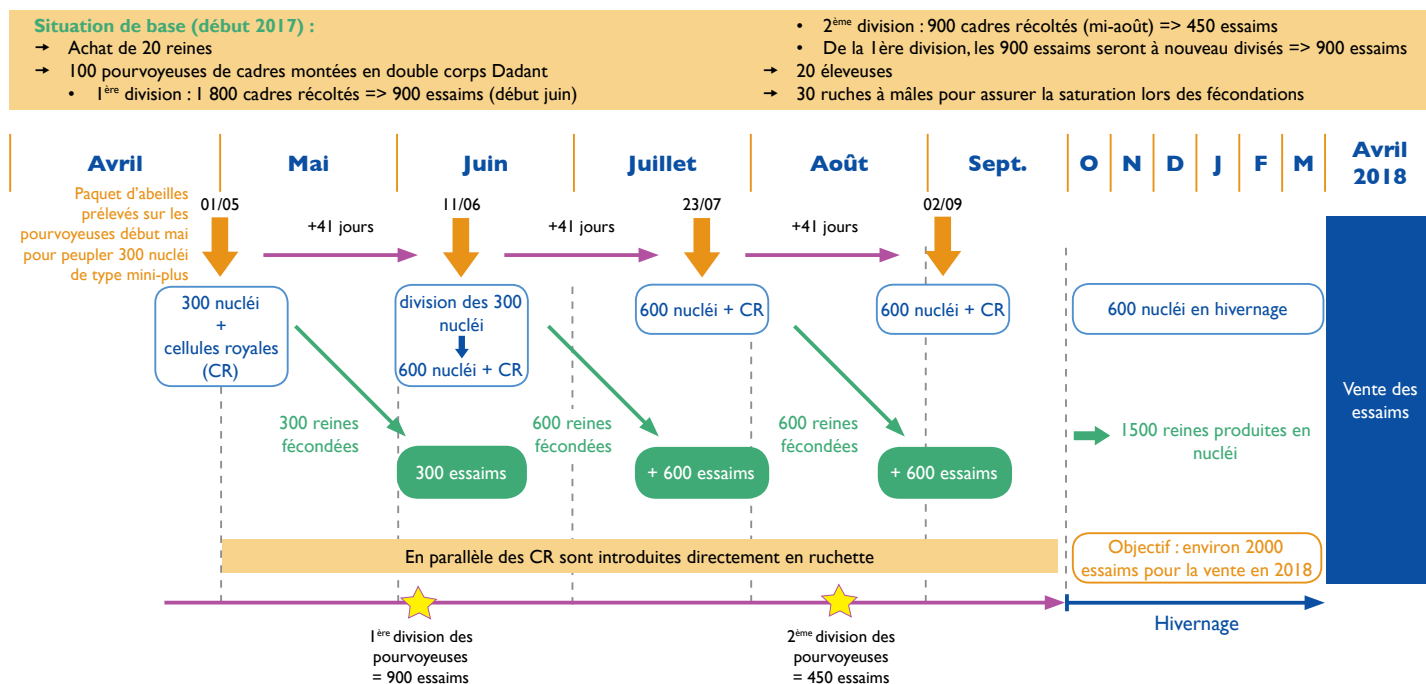 Situation de base (début 2017) :
→ Achat de 20 reines
→ 100 pourvoyeuses de cadres montées en double corps Dadant
• 1ère division : 1 800 cadres récoltés => 900 essaims (début juin)
• 2ème division : 900 cadres récoltés (mi-août) => 450 essaims
• De la 1ère division, les 900 essaims seront à nouveau divisés => 900 essaims
→ 20 éleveuses
→ 30 ruches à mâles pour assurer la saturation lors des fécondations
Avril
Mai
Juin
Juillet
Août
Sept.
O
N
D
J
F
M
Avril
2018
Paquet d'abeilles
prélevés sur les
pourvoyeuses début mai
pour peupler 300 nucléi
de type mini-plus
01/05
+41 jours
11/06
+41 jours
23/07
+41 jours
02/09
300 nucléi
+
cellules royales
(CR)
division des 300
nucléi
600 nucléi + CR
600 nucléi + CR
600 nucléi + CR
600 nucléi en hivernage
Vente des
essaims
300 reines
fécondées
600 reines
fécondées
600 reines
fécondées
1500 reines produites en
nucléi
300 essaims
+ 600 essaims
+ 600 essaims
En parallèle des CR sont introduites directement en ruchette
Objectif : environ 2000
essaims pour la vente en 2018
Hivernage
1ère division des
pourvoyeuses
= 900 essaims
2ème division des
pourvoyeuses
= 450 essaims